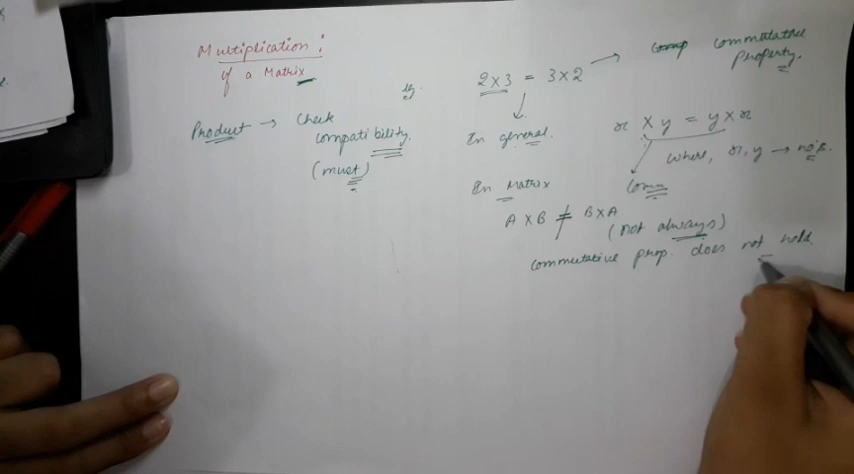 Multiplication :
of a Matrix
Product → Check
compatibility.
(must)
eg.
2 x 3 = 3 x 2
commutative
property.
In general.
x X y = y x x
where, x, y → no's.
Comm
In Matrix
A x B ≠ B x A
(not always)
commutative prop. does not hold.